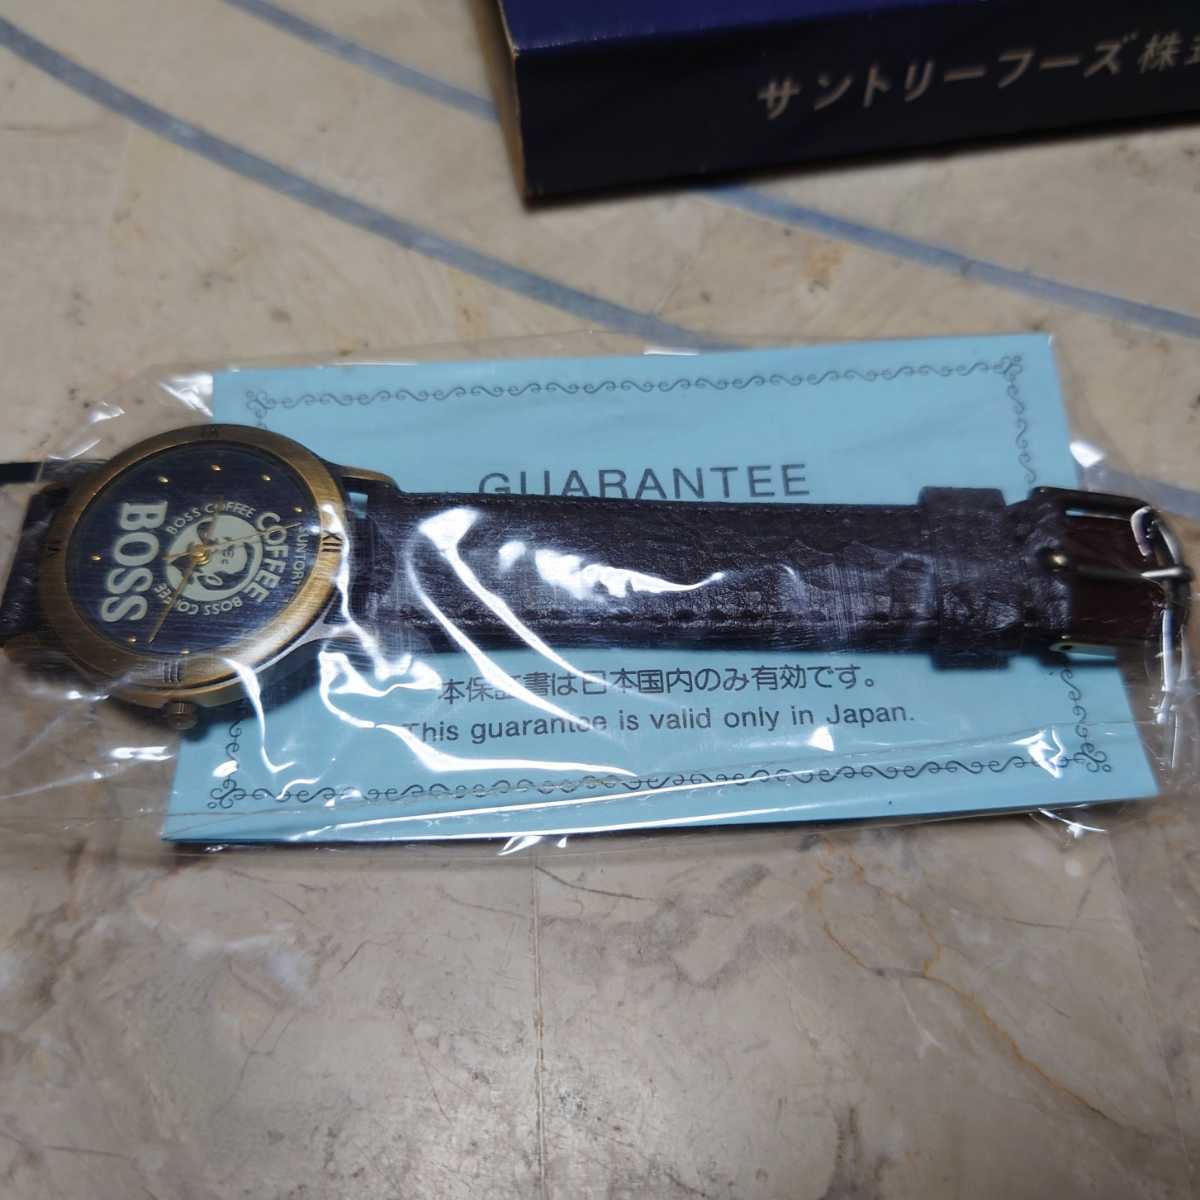 サントリーフーズ株式
GUARANTEE
XII
III
SUNTORY
COFFEE
BOSS COFFEE
BOSS COFFEE
BOSS
本保証書は日本国内のみ有効です。
This guarantee is valid only in Japan.